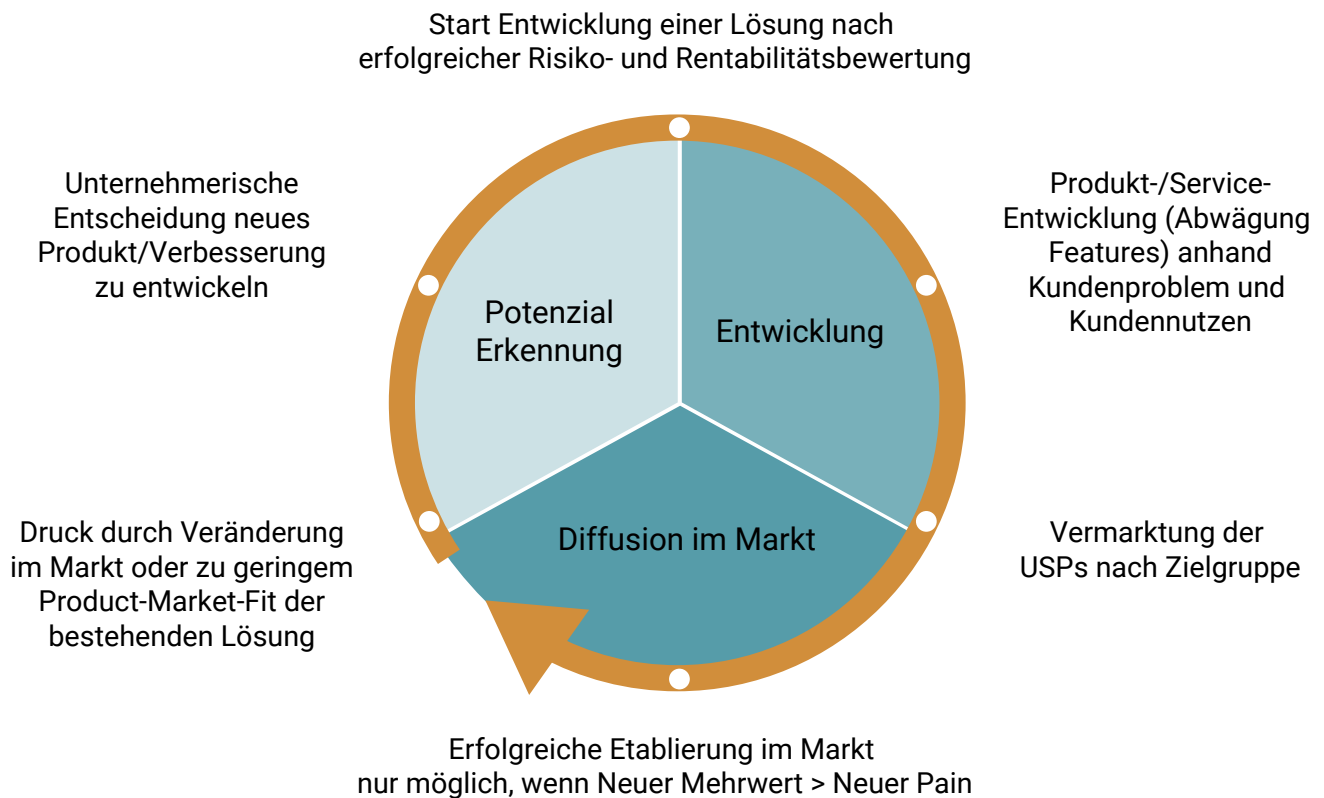 Start Entwicklung einer Lösung nach
erfolgreicher Risiko- und Rentabilitätsbewertung
Unternehmerische
Entscheidung neues
Produkt/Verbesserung
zu entwickeln
Produkt-/Service-
Entwicklung (Abwägung
Features) anhand
Kundenproblem und
Kundennutzen
Potenzial
Erkennung
Entwicklung
Druck durch Veränderung
im Markt oder zu geringem
Product-Market-Fit der
bestehenden Lösung
Diffusion im Markt
Vermarktung der
USPs nach Zielgruppe
Erfolgreiche Etablierung im Markt
nur möglich, wenn Neuer Mehrwert > Neuer Pain